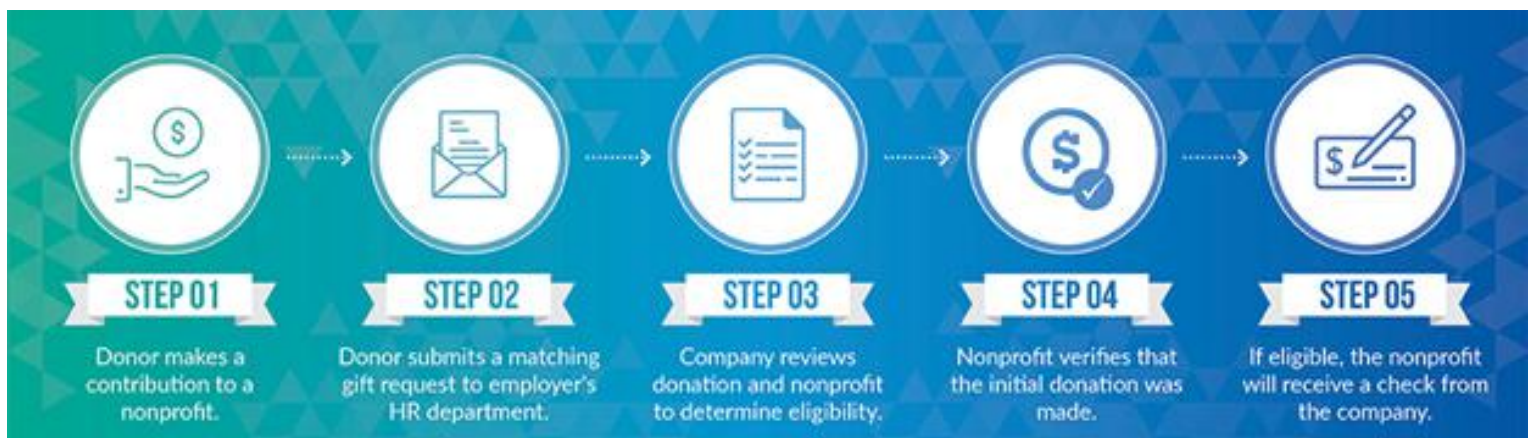 STEP 01
Donor makes a
contribution to a
nonprofit.
STEP 02
Donor submits a matching
gift request to employer's
HR department.
STEP 03
Company reviews
donation and nonprofit
to determine eligibility.
STEP 04
Nonprofit verifies that
the initial donation was
made.
STEP 05
If eligible, the nonprofit
will receive a check from
the company.